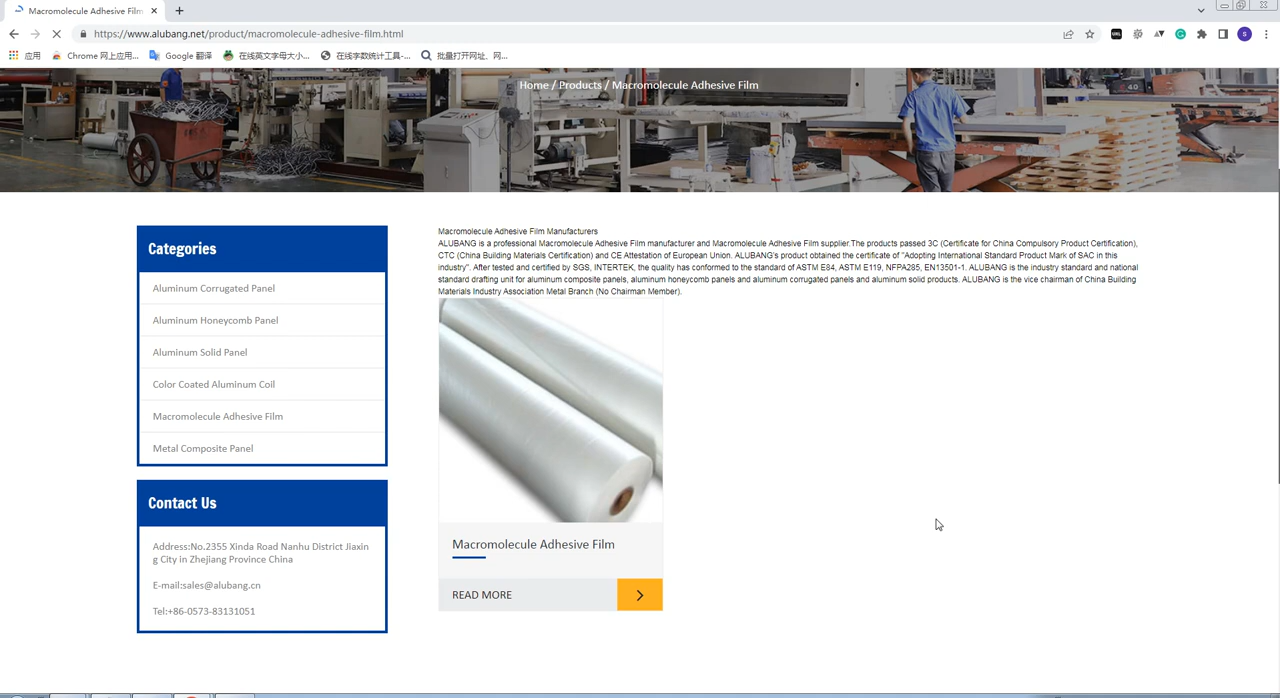 Macromolecule Adhesive Film
https://www.alubang.net/product/macromolecule-adhesive-film.html
应用 Chrome 网上应用... Google 翻译 在线英文字母大小... 在线字数统计工具-... 批量打开网址、网...
Home / Products / Macromolecule Adhesive Film
Categories
Aluminum Corrugated Panel
Aluminum Honeycomb Panel
Aluminum Solid Panel
Color Coated Aluminum Coil
Macromolecule Adhesive Film
Metal Composite Panel
Contact Us
Address:No.2355 Xinda Road Nanhu District Jiaxin
g City in Zhejiang Province China
E-mail:sales@alubang.cn
Tel:+86-0573-83131051
Macromolecule Adhesive Film Manufacturers
ALUBANG is a professional Macromolecule Adhesive Film manufacturer and Macromolecule Adhesive Film supplier.The products passed 3C (Certificate for China Compulsory Product Certification),
CTC (China Building Materials Certification) and CE Attestation of European Union. ALUBANG's product obtained the certificate of "Adopting International Standard Product Mark of SAC in this
industry". After tested and certified by SGS, INTERTEK, the quality has conformed to the standard of ASTM E84, ASTM E119, NFPA285, EN13501-1. ALUBANG is the industry standard and national
standard drafting unit for aluminum composite panels, aluminum honeycomb panels and aluminum corrugated panels and aluminum solid products. ALUBANG is the vice chairman of China Building
Materials Industry Association Metal Branch (No Chairman Member).
Macromolecule Adhesive Film
READ MORE